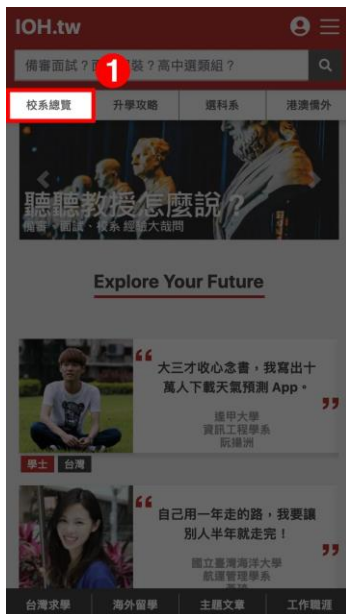 IOH.tw
備審面試？面
裝？高中選類組？
1
校系總覽
升學攻略
選科系
港澳僑外
聽聽教授怎麼說？
備審、面試、校系 經驗大哉問
Explore Your Future
“
大三才收心念書，我寫出十
萬人下載天氣預測 App。
”
逢甲大學
資訊工程學系
阮揚洲
學士
台灣
“
自己用一年走的路，我要讓
別人半年就走完！
”
國立臺灣海洋大學
航運管理學系
台灣求學
海外留學
主題文章
工作職涯